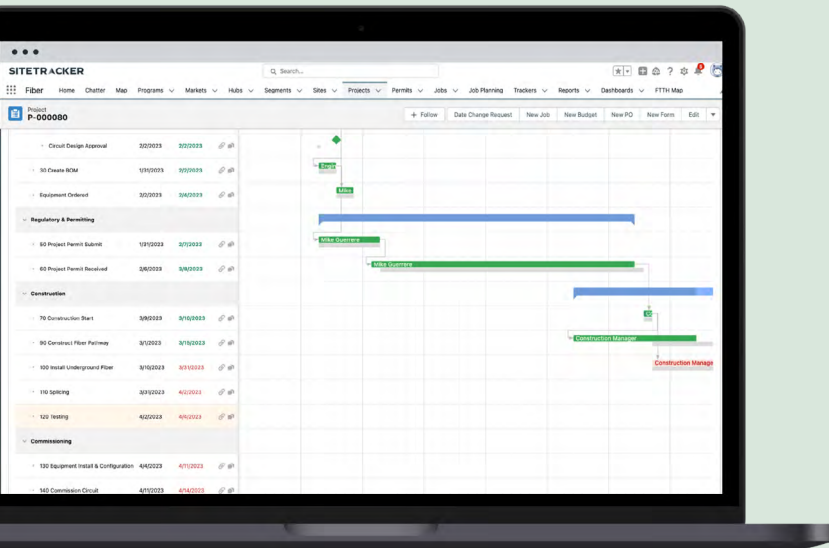 SITETRACKER
Search...
Fiber Home Chatter Map Programs Markets Hubs Segments Sites Projects Permits Jobs Job Planning Trackers Reports Dashboards FTTH Map
Project
P-000080
+ Follow Date Change Request New Job New Budget New PO New Form Edit
Circuit Design Approval 2/2/2023 2/2/2023
30 Create BOM 1/31/2023 2/2/2023
Engin
Equipment Ordered 2/2/2023 2/4/2023
Mike
Regulatory & Permitting
50 Project Permit Submit 1/31/2023 2/7/2023
Mike Guerrero
60 Project Permit Received 2/6/2023 3/8/2023
Mike Guerrere
Construction
70 Construction Start 3/9/2023 3/10/2023
90 Construct Fiber Pathway 3/1/2023 3/15/2023
Construction Manager
100 Install Underground Fiber 3/10/2023 3/31/2023
Construction Manage
110 Splicing 3/31/2023 4/2/2023
120 Testing 4/2/2023 4/4/2023
Commissioning
130 Equipment Install & Configuration 4/4/2023 4/11/2023
140 Commission Circuit 4/11/2023 4/14/2023